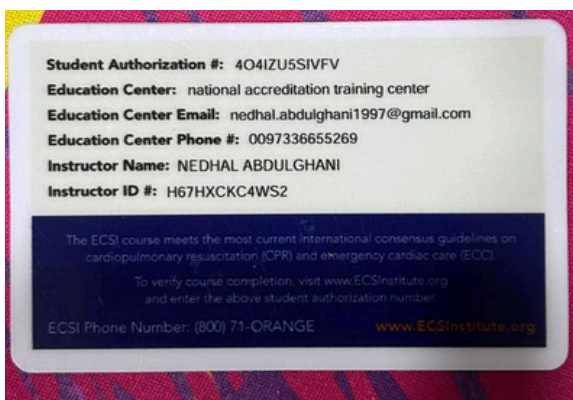 Student Authorization #: 4O4IZU5SIVFV
Education Center: national accreditation training center
Education Center Email: nedhal.abdulghani1997@gmail.com
Education Center Phone #: 0097336655269
Instructor Name: NEDHAL ABDULGHANI
Instructor ID #: H67HXCKC4WS2
The ECSI course meets the most current international consensus guidelines on
cardiopulmonary resuscitation (CPR) and emergency cardiac care (ECC).
To verify course completion, visit www.ECSInstitute.org
and enter the above student authorization number.
ECSI Phone Number: (800) 71-ORANGE www.ECSInstitute.org